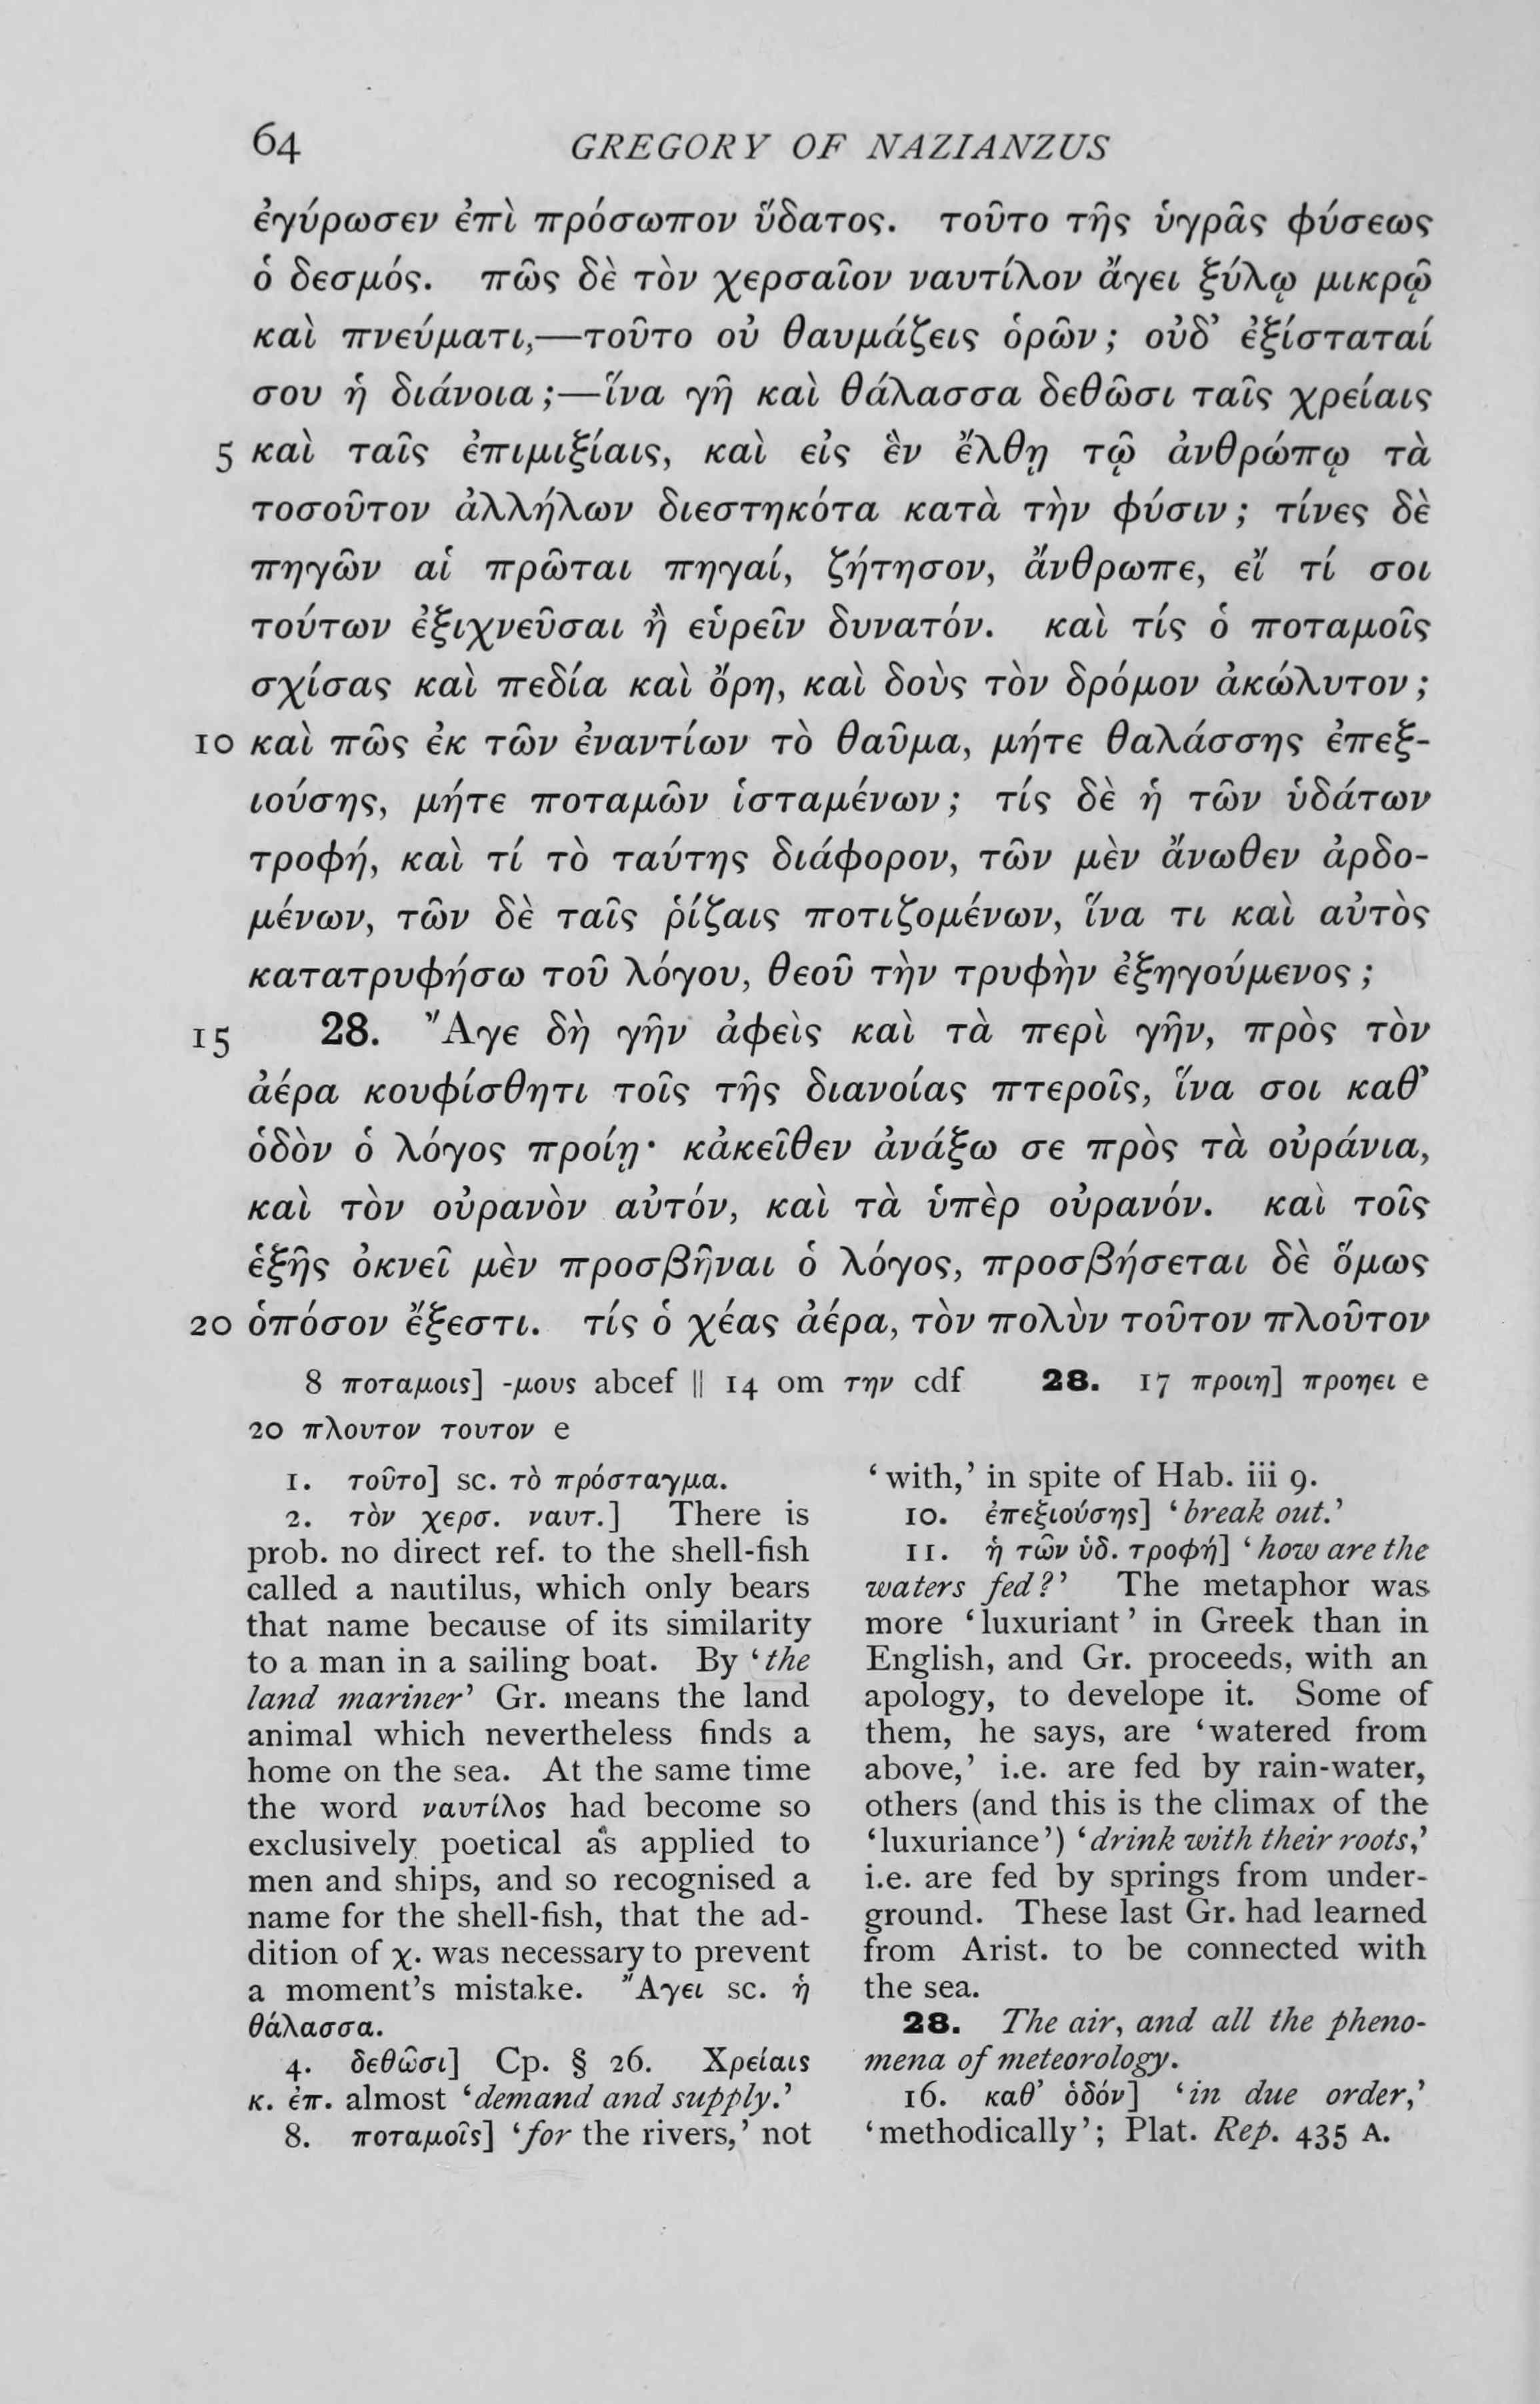 64 GREGORY OF NAZIANZUS
ἐγύρωσεν ἐπὶ πρόσωπον ὕδατος. τοῦτο τῆς ὑγρᾶς φύσεως
ὁ δεσμός. πῶς δὲ τὸν χερσαῖον ναυτίλον ἄγει ξύλῳ μικρῷ
καὶ πνεύματι,—τοῦτο οὐ θαυμάζεις ὁρῶν; οὐδ’ ἐξίσταταί
σου ἡ διάνοια;—ἵνα γῆ καὶ θάλασσα δεθῶσι ταῖς χρείαις
5 καὶ ταῖς ἐπιμιξίαις, καὶ εἰς ἓν ἔλθῃ τῷ ἀνθρώπῳ τὰ
τοσοῦτον ἀλλήλων διεστηκότα κατὰ τὴν φύσιν; τίνες δὲ
πηγῶν αἱ πρῶται πηγαί, ζήτησον, ἄνθρωπε, εἴ τί σοι
τούτων ἐξιχνεῦσαι ἢ εὑρεῖν δυνατόν. καὶ τίς ὁ ποταμοῖς
σχίσας καὶ πεδία καὶ ὄρη, καὶ δοὺς τὸν δρόμον ἀκώλυτον;
10 καὶ πῶς ἐκ τῶν ἐναντίων τὸ θαῦμα, μήτε θαλάσσης ἐπεξ-
ιούσης, μήτε ποταμῶν ἱσταμένων; τίς δὲ ἡ τῶν ὑδάτων
τροφή, καὶ τί τὸ ταύτης διάφορον, τῶν μὲν ἄνωθεν ἀρδο-
μένων, τῶν δὲ ταῖς ῥίζαις ποτιζομένων, ἵνα τι καὶ αὐτὸς
κατατρυφήσω τοῦ λόγου, θεοῦ τὴν τρυφὴν ἐξηγούμενος;
15 28. Ἄγε δὴ γῆν ἀφεὶς καὶ τὰ περὶ γῆν, πρὸς τὸν
ἀέρα κουφίσθητι τοῖς τῆς διανοίας πτεροῖς, ἵνα σοι καθ’
ὁδὸν ὁ λόγος προίῃ· κἀκεῖθεν ἀνάξω σε πρὸς τὰ οὐράνια,
καὶ τὸν οὐρανὸν αὐτόν, καὶ τὰ ὑπὲρ οὐρανόν. καὶ τοῖς
ἑξῆς ὀκνεῖ μὲν προσβῆναι ὁ λόγος, προσβήσεται δὲ ὅμως
20 ὁπόσον ἔξεστι. τίς ὁ χέας ἀέρα, τὸν πολὺν τοῦτον πλοῦτον
8 ποταμοις] -μους abcef || 14 om την cdf 28. 17 προιη] προηει e
20 πλουτον τουτον e
1. τοῦτο] sc. τὸ πρόσταγμα.
2. τὸν χερσ. ναυτ.] There is
prob. no direct ref. to the shell-fish
called a nautilus, which only bears
that name because of its similarity
to a man in a sailing boat. By ‘the
land mariner’ Gr. means the land
animal which nevertheless finds a
home on the sea. At the same time
the word ναυτίλος had become so
exclusively poetical as applied to
men and ships, and so recognised a
name for the shell-fish, that the ad-
dition of χ. was necessary to prevent
a moment’s mistake. Ἄγει sc. ἡ
θάλασσα.
4. δεθῶσι] Cp. § 26. Χρείαις
κ. ἐπ. almost ‘demand and supply.’
8. ποταμοῖς] ‘for the rivers,’ not
‘with,’ in spite of Hab. iii 9.
10. ἐπεξιούσης] ‘break out.’
11. ἡ τῶν ὑδ. τροφή] ‘how are the
waters fed?’ The metaphor was
more ‘luxuriant’ in Greek than in
English, and Gr. proceeds, with an
apology, to develope it. Some of
them, he says, are ‘watered from
above,’ i.e. are fed by rain-water,
others (and this is the climax of the
‘luxuriance’) ‘drink with their roots,’
i.e. are fed by springs from under-
ground. These last Gr. had learned
from Arist. to be connected with
the sea.
28. The air, and all the pheno-
mena of meteorology.
16. καθ’ ὁδόν] ‘in due order,’
‘methodically’; Plat. Rep. 435 A.